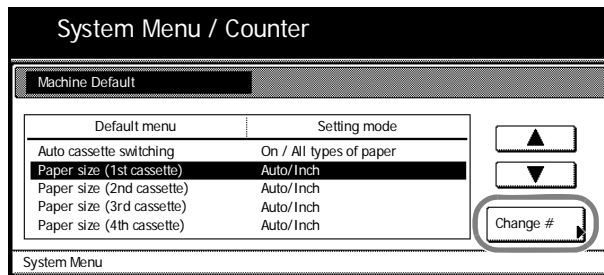 System Menu / Counter
Machine Default
Default menu Setting mode
Auto cassette switching On / All types of paper
Paper size (1st cassette) Auto/Inch
Paper size (2nd cassette) Auto/Inch
Paper size (3rd cassette) Auto/Inch
Paper size (4th cassette) Auto/Inch
Change #
System Menu